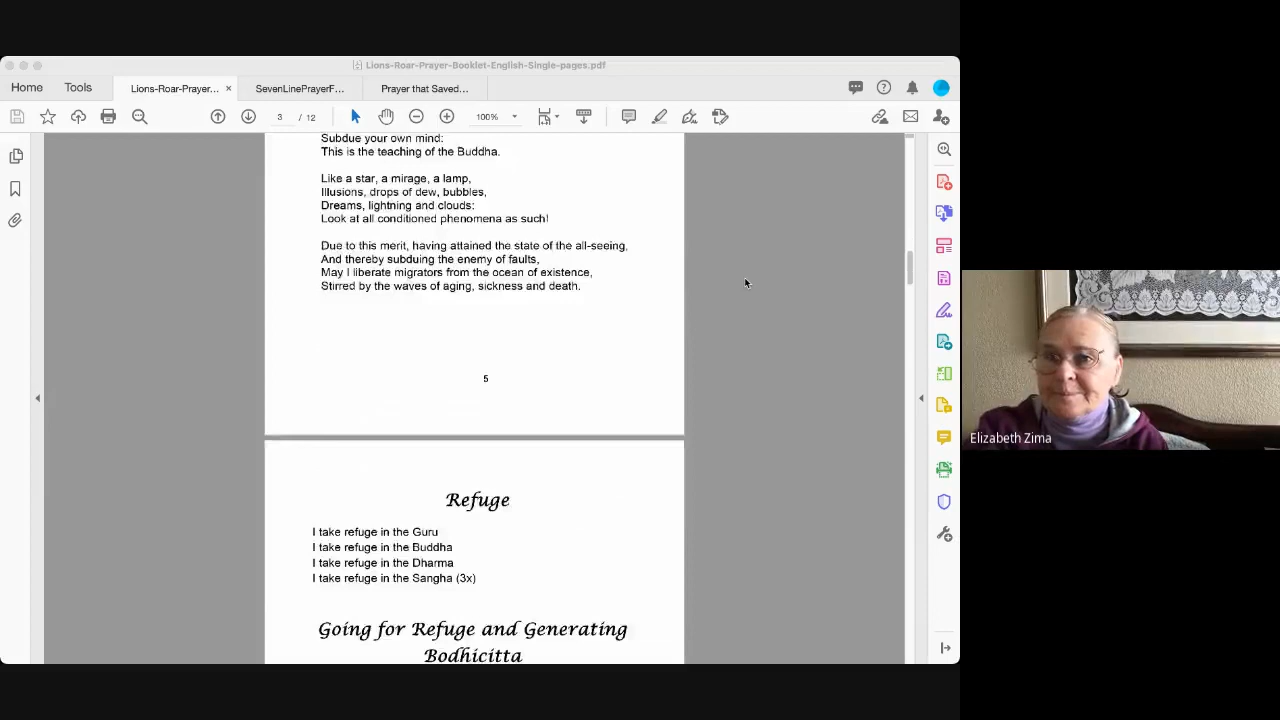 Lions-Roar-Prayer-Booklet-English-Single-pages.pdf
Home
Tools
Lions-Roar-Prayer...
SevenLinePrayerF...
Prayer that Saved...
3 / 12
100%
Subdue your own mind:
This is the teaching of the Buddha.
Like a star, a mirage, a lamp,
Illusions, drops of dew, bubbles,
Dreams, lightning and clouds:
Look at all conditioned phenomena as such!
Due to this merit, having attained the state of the all-seeing,
And thereby subduing the enemy of faults,
May I liberate migrators from the ocean of existence,
Stirred by the waves of aging, sickness and death.
5
Refuge
I take refuge in the Guru
I take refuge in the Buddha
I take refuge in the Dharma
I take refuge in the Sangha (3x)
Going for Refuge and Generating
Bodhicitta
Elizabeth Zima